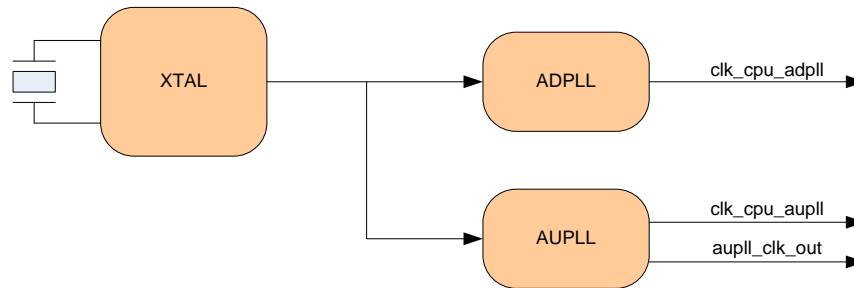 XTAL
ADPLL
clk_cpu_adpll
AUPLL
clk_cpu_aupll
aupll_clk_out